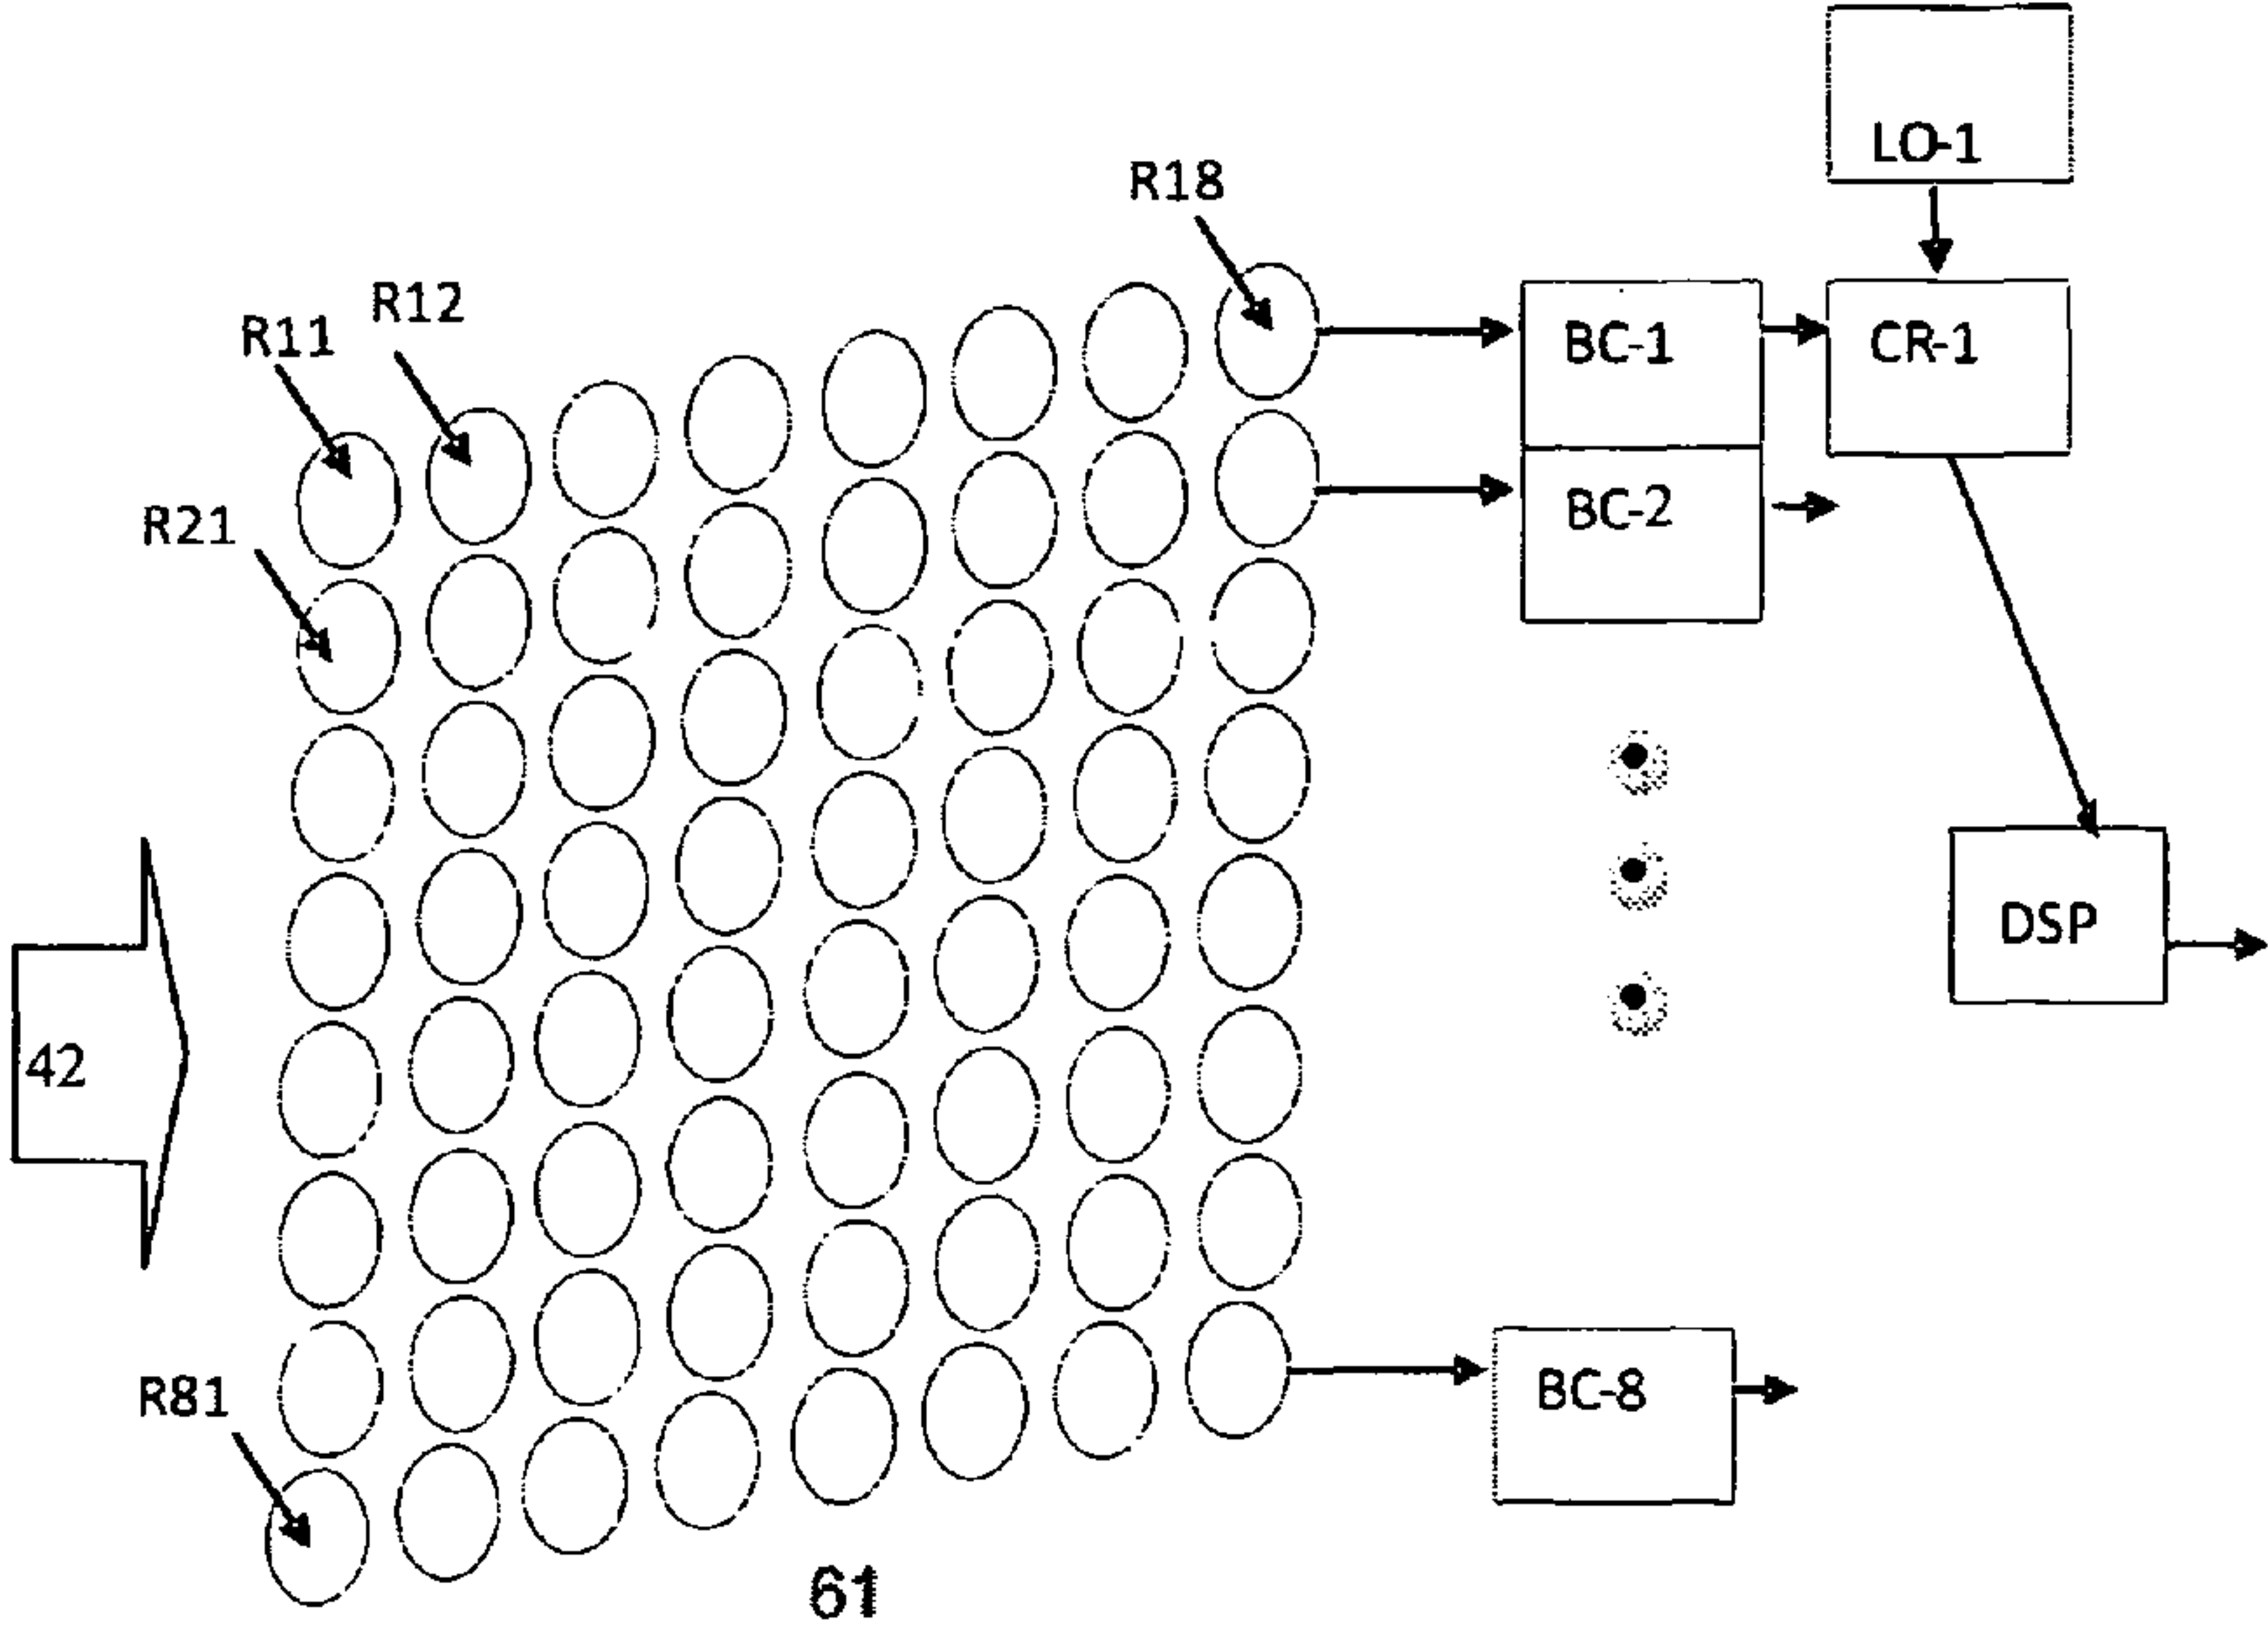 LO-1
R18
R12
R11
BC-1
CR-1
R21
BC-2
DSP
42
R81
BC-8
61